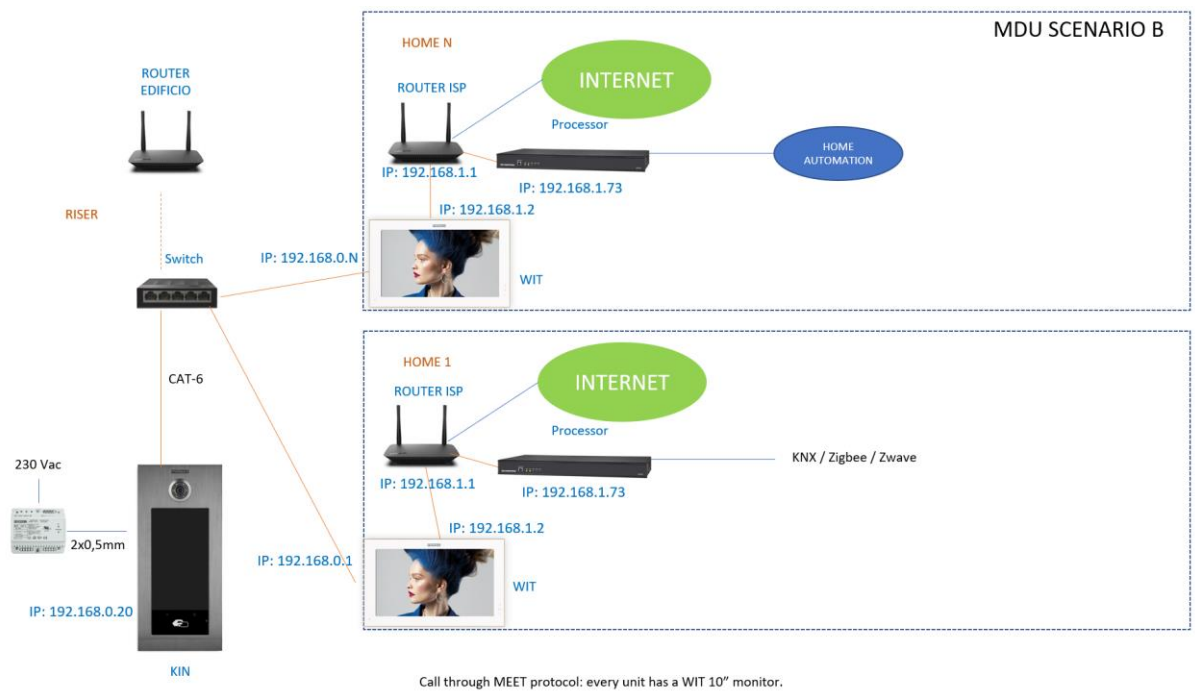 MDU SCENARIO B
HOME N
ROUTER
EDIFICIO
ROUTER ISP
INTERNET
Processor
HOME
AUTOMATION
IP: 192.168.1.1
IP: 192.168.1.73
RISER
IP: 192.168.1.2
Switch
IP: 192.168.0.N
WIT
CAT-6
HOME 1
ROUTER ISP
INTERNET
Processor
KNX / Zigbee / Zwave
IP: 192.168.1.1
IP: 192.168.1.73
230 Vac
2x0,5mm
IP: 192.168.1.2
IP: 192.168.0.1
WIT
IP: 192.168.0.20
KIN
Call through MEET protocol: every unit has a WIT 10” monitor.